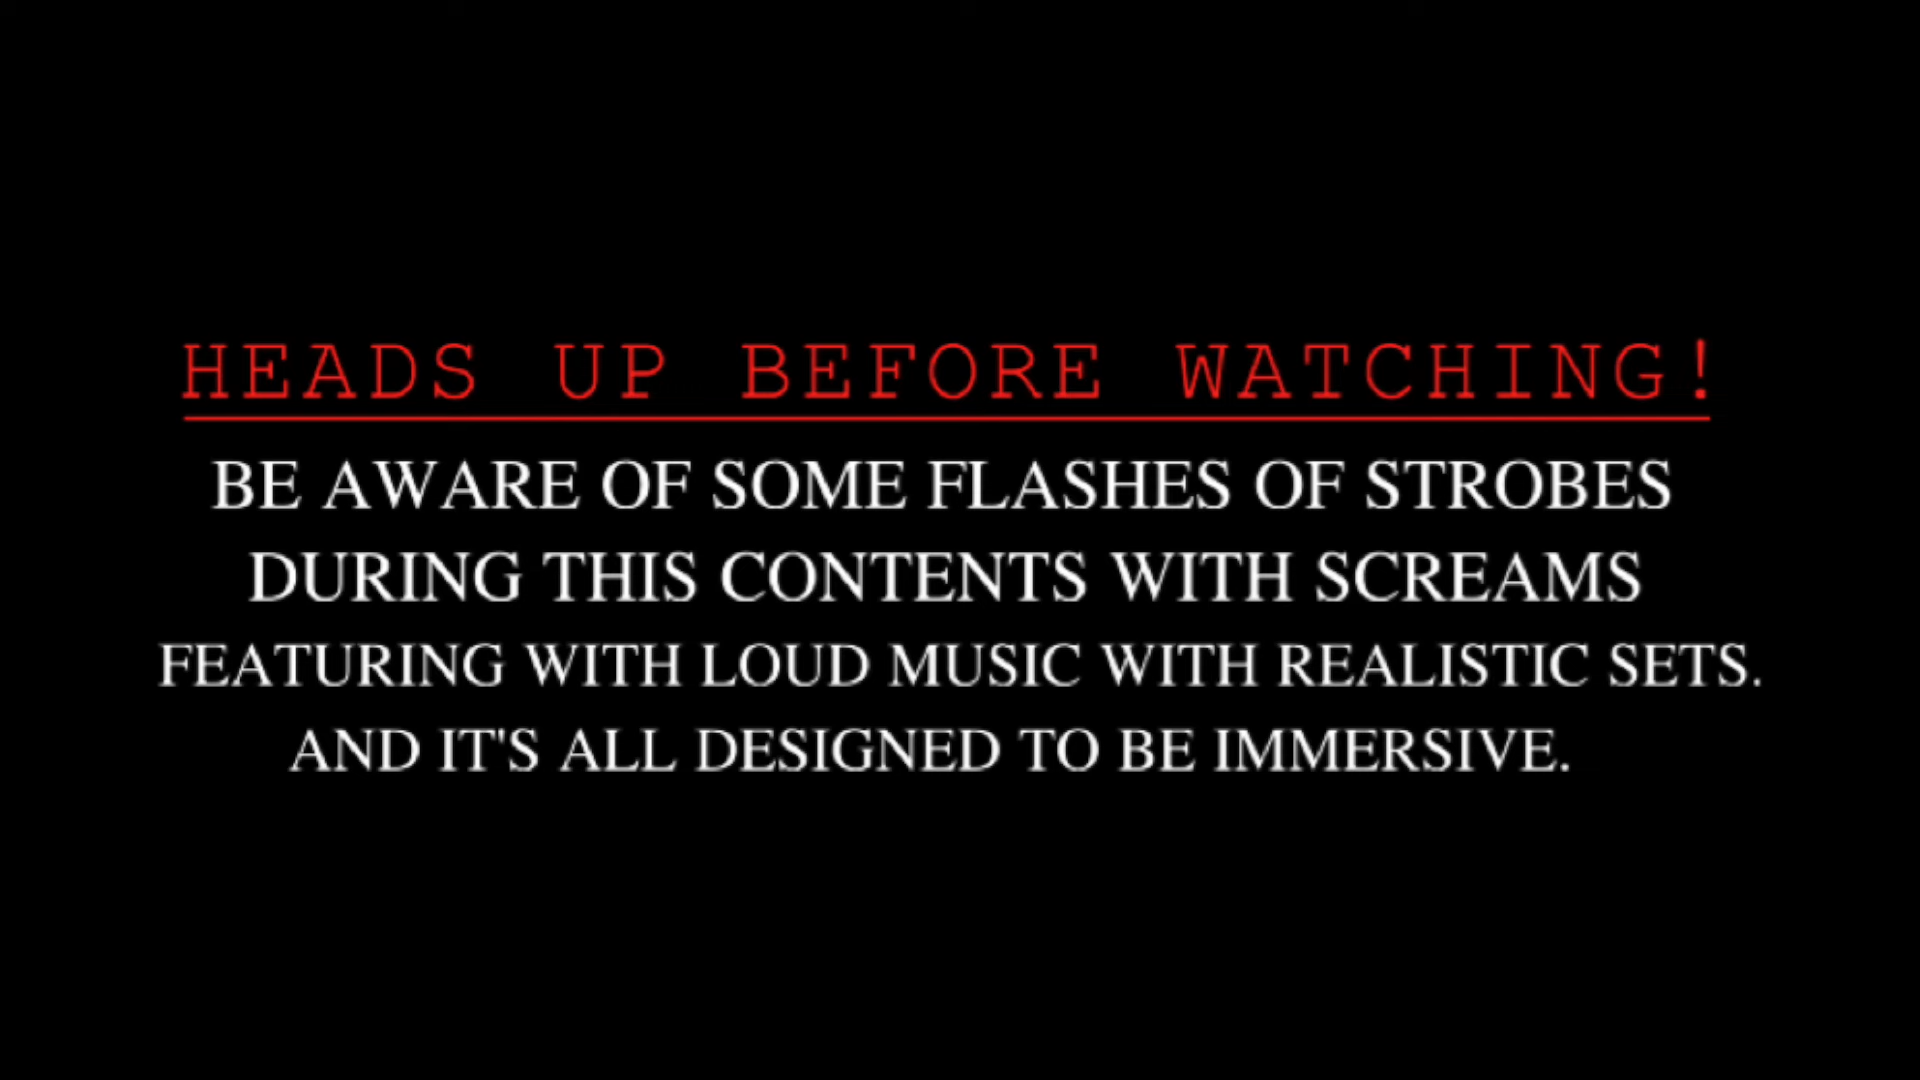 HEADS UP BEFORE WATCHING!
BE AWARE OF SOME FLASHES OF STROBES
DURING THIS CONTENTS WITH SCREAMS
FEATURING WITH LOUD MUSIC WITH REALISTIC SETS.
AND IT'S ALL DESIGNED TO BE IMMERSIVE.